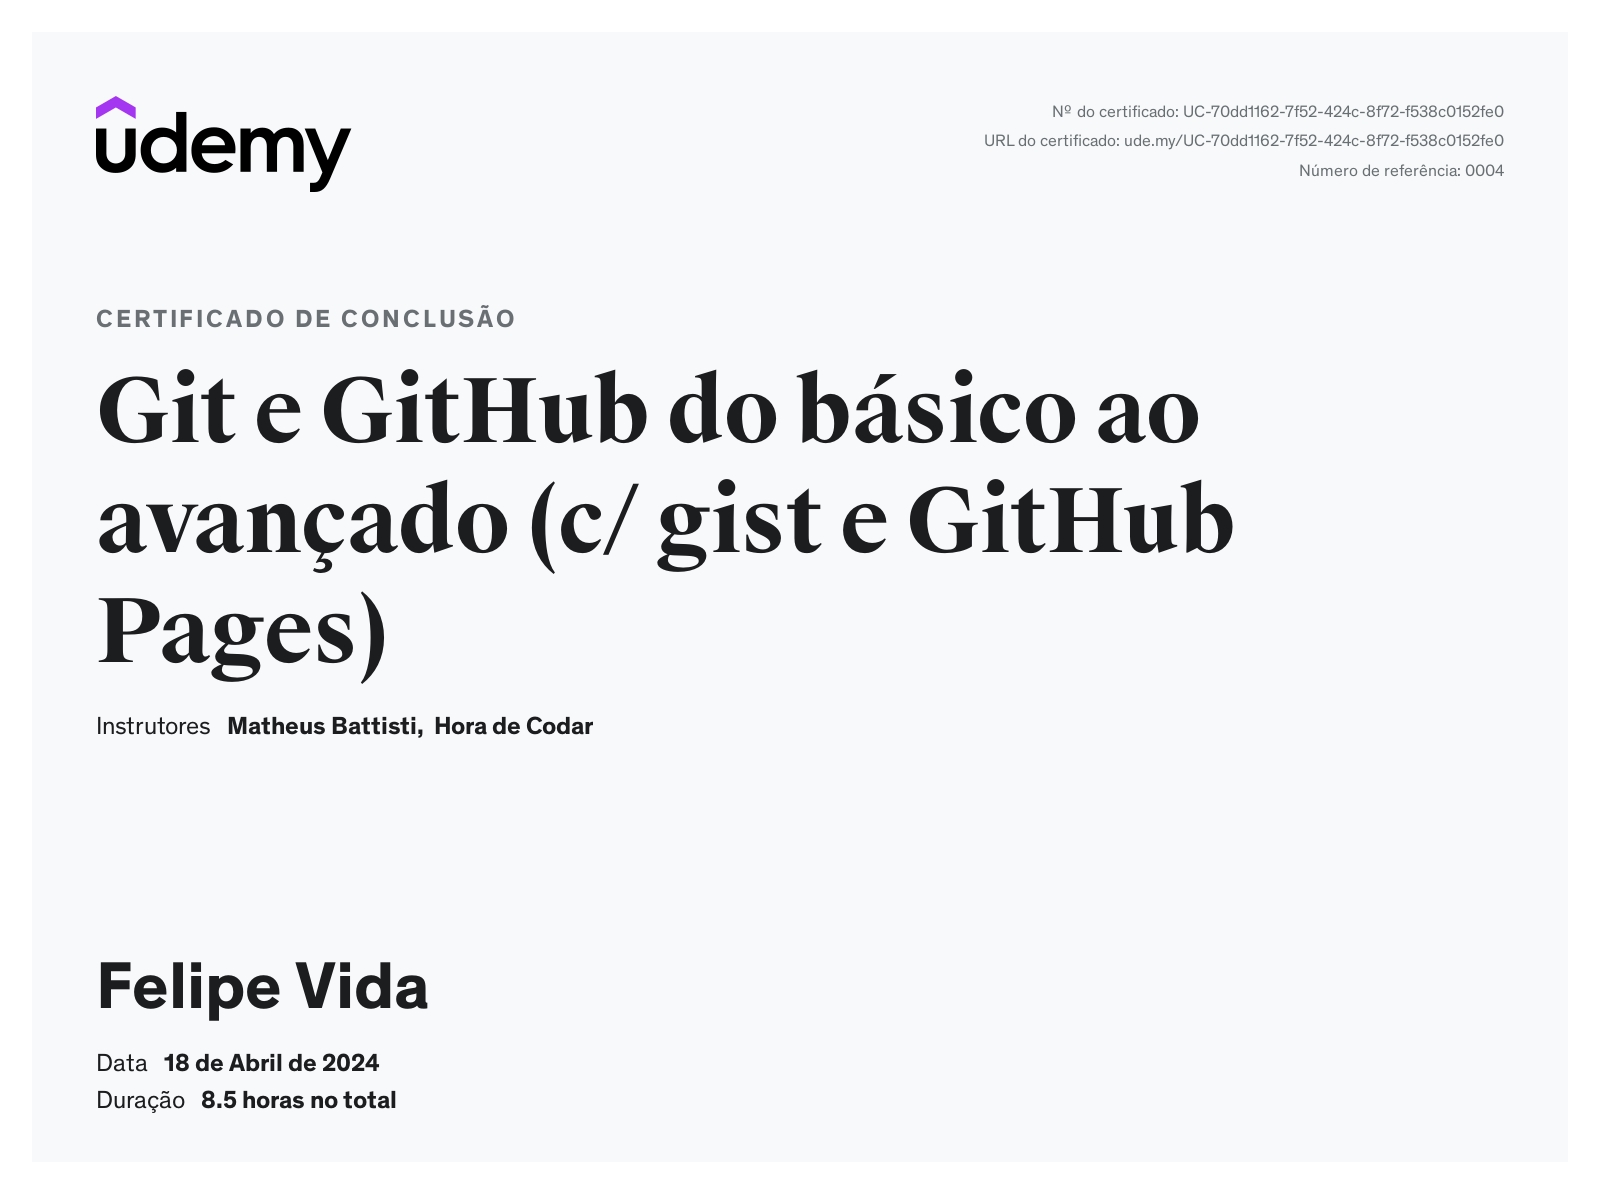 udemy
Nº do certificado: UC-70dd1162-7f52-424c-8f72-f538c0152fe0
URL do certificado: ude.my/UC-70dd1162-7f52-424c-8f72-f538c0152fe0
Número de referência: 0004
CERTIFICADO DE CONCLUSÃO
Git e GitHub do básico ao
avançado (c/ gist e GitHub
Pages)
Instrutores Matheus Battisti, Hora de Codar
Felipe Vida
Data 18 de Abril de 2024
Duração 8.5 horas no total